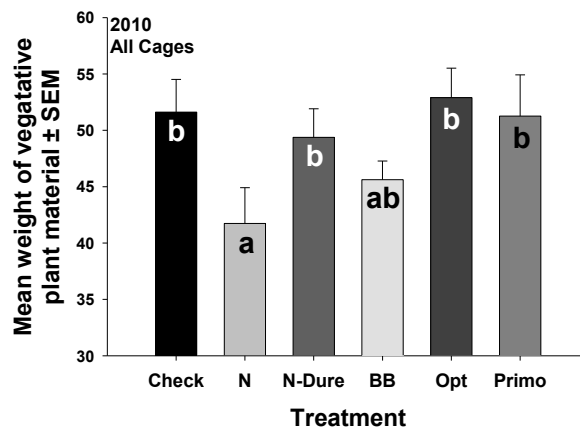 2010
All Cages
Mean weight of vegatative
plant material ± SEM
60
55
50
45
40
35
30
b
a
b
ab
b
b
Check N N-Dure BB Opt Primo
Treatment